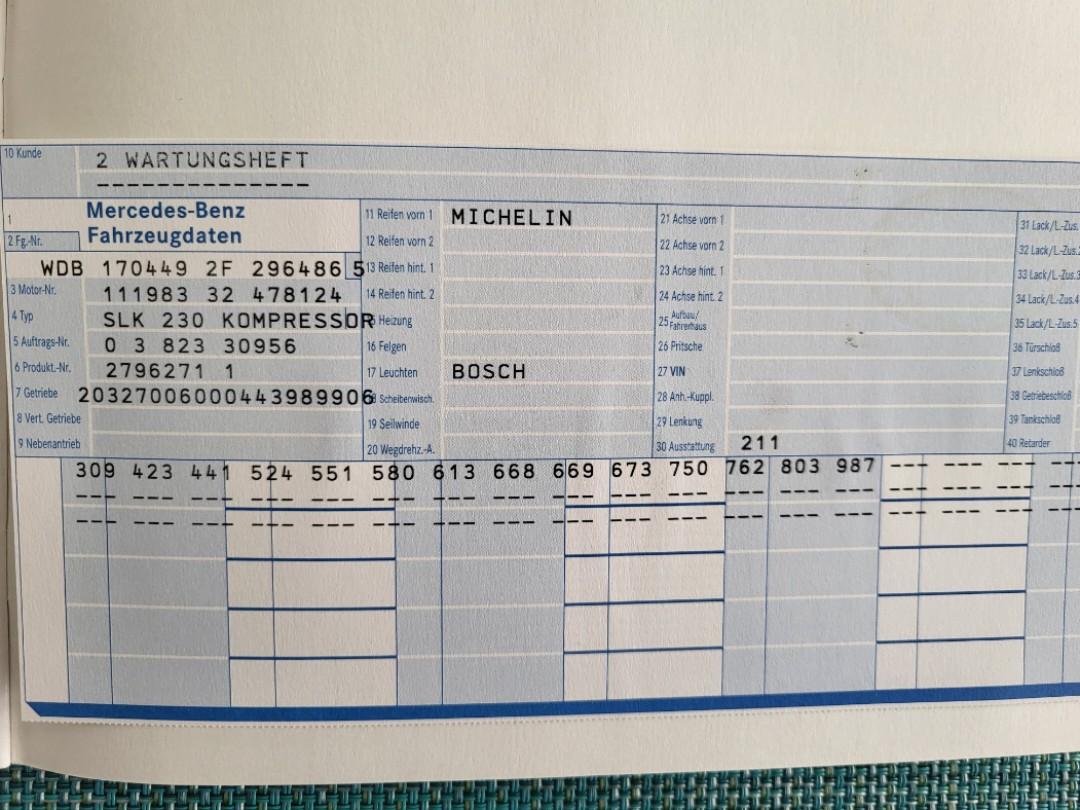 10 Kunde 2 WARTUNGSHEFT
--------------
1 Mercedes-Benz
Fahrzeugdaten
2 Fg.-Nr.
WDB 170449 2F 296486 5
3 Motor-Nr. 111983 32 478124
4 Typ SLK 230 KOMPRESSOR
5 Auftrags-Nr. 0 3 823 30956
6 Produkt.-Nr. 2796271 1
7 Getriebe 20327006000443989906
8 Vert. Getriebe
9 Nebenantrieb
11 Reifen vorn 1 MICHELIN
12 Reifen vorn 2
13 Reifen hint. 1
14 Reifen hint. 2
Heizung
16 Felgen
17 Leuchten BOSCH
Scheibenwisch.
19 Seilwinde
20 Wegdrehz.-A.
21 Achse vorn 1
22 Achse vorn 2
23 Achse hint. 1
24 Achse hint. 2
25 Aufbau/
Fahrerhaus
26 Pritsche
27 VIN
28 Anh.-Kuppl.
29 Lenkung
30 Ausstattung 211
31 Lack/L.-Zus.
32 Lack/L.-Zus.2
33 Lack/L.-Zus.3
34 Lack/L.-Zus.4
35 Lack/L.-Zus.5
36 Türschloß
37 Lenkschloß
38 Getriebeschloß
39 Tankschloß
40 Retarder
309 423 441 524 551 580 613 668 669 673 750 762 803 987 --- --- ---
--- --- --- --- --- --- --- --- --- --- --- --- --- --- --- --- ---
--- --- --- --- --- --- --- --- --- --- --- --- --- --- --- --- ---